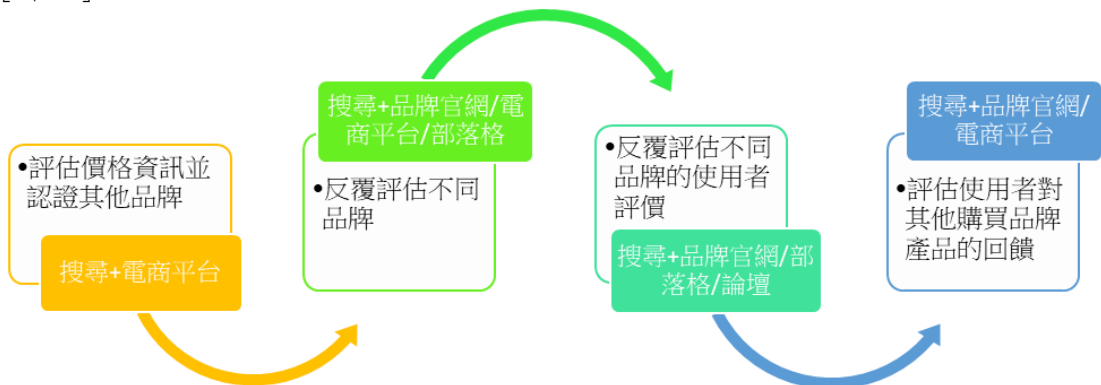 •評估價格資訊並
認證其他品牌
搜尋+電商平台
搜尋+品牌官網/電
商平台/部落格
•反覆評估不同
品牌
•反覆評估不同
品牌的使用者
評價
搜尋+品牌官網/部
落格/論壇
搜尋+品牌官網/
電商平台
•評估使用者對
其他購買品牌
產品的回饋